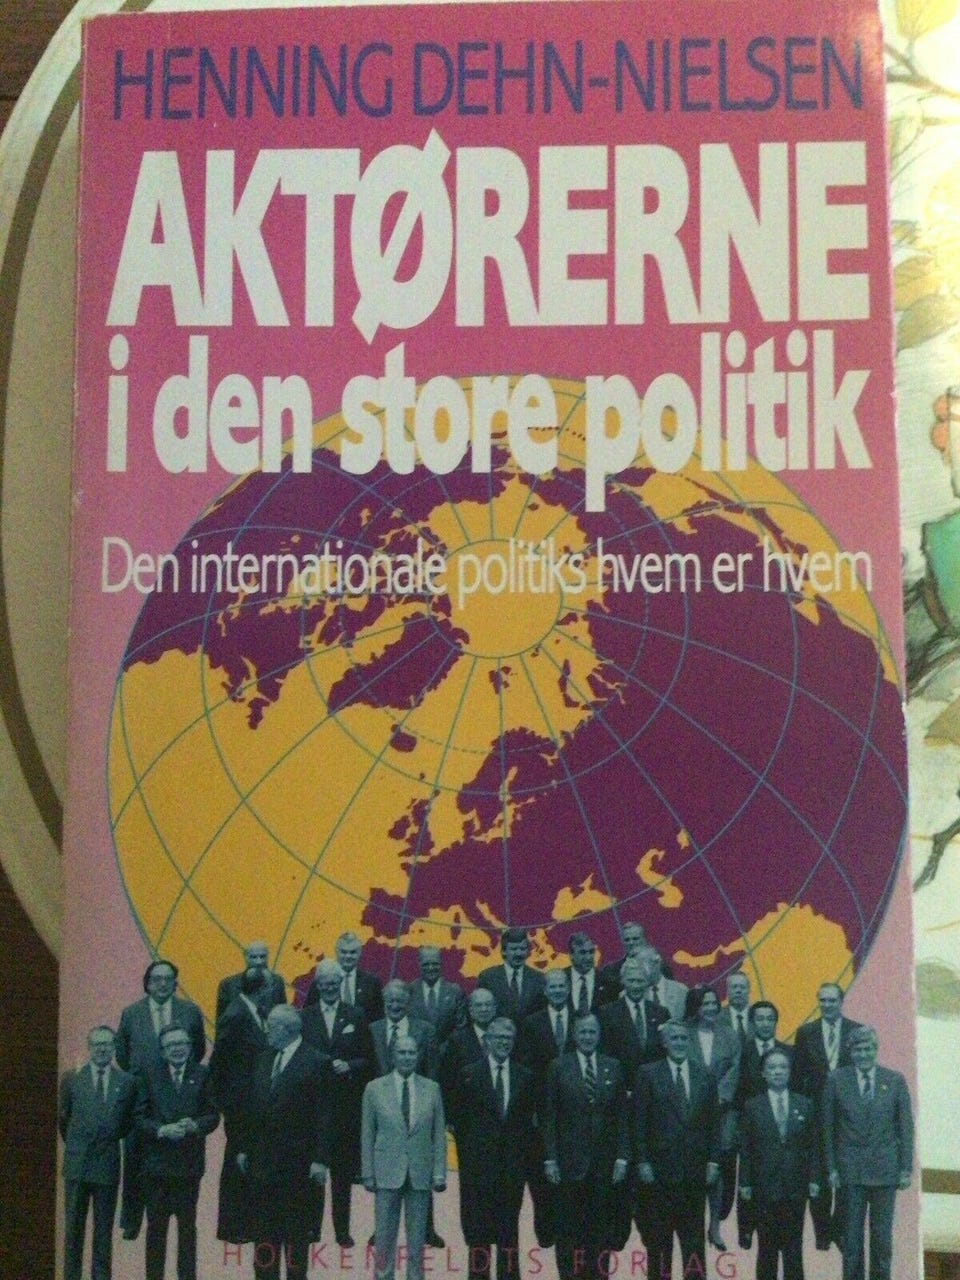 HENNING DEHN-NIELSEN
AKTØRERNE
i den store politik
Den internationale politiks hvem er hvem
HOLKENFELDTS FORLAG